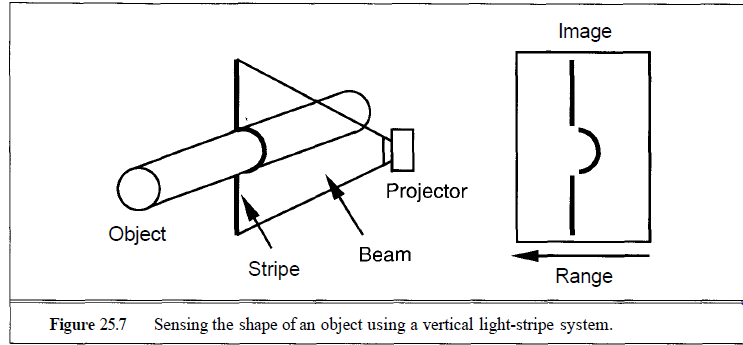 Image
Projector
Object
Beam
Stripe
Range
Figure 25.7 Sensing the shape of an object using a vertical light-stripe system.